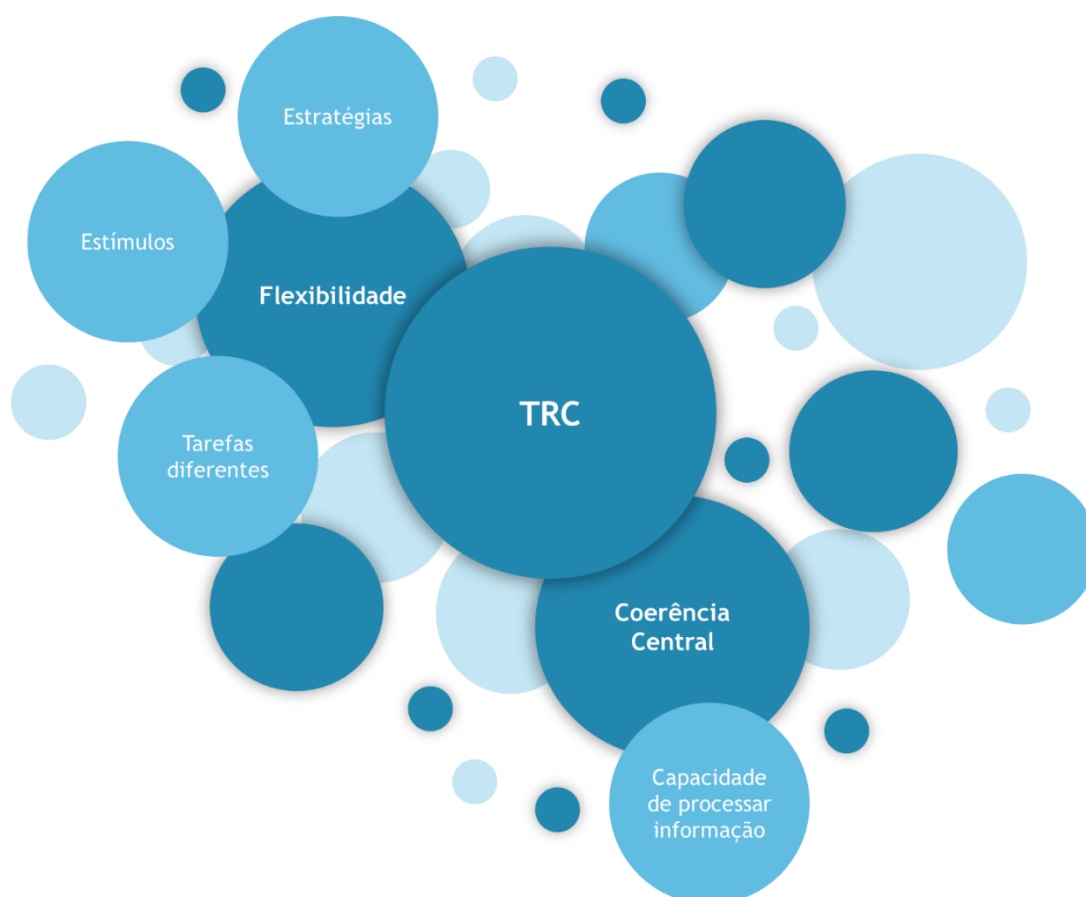 Estratégias
Estímulos
Flexibilidade
TRC
Tarefas
diferentes
Coerência
Central
Capacidade
de processar
informação